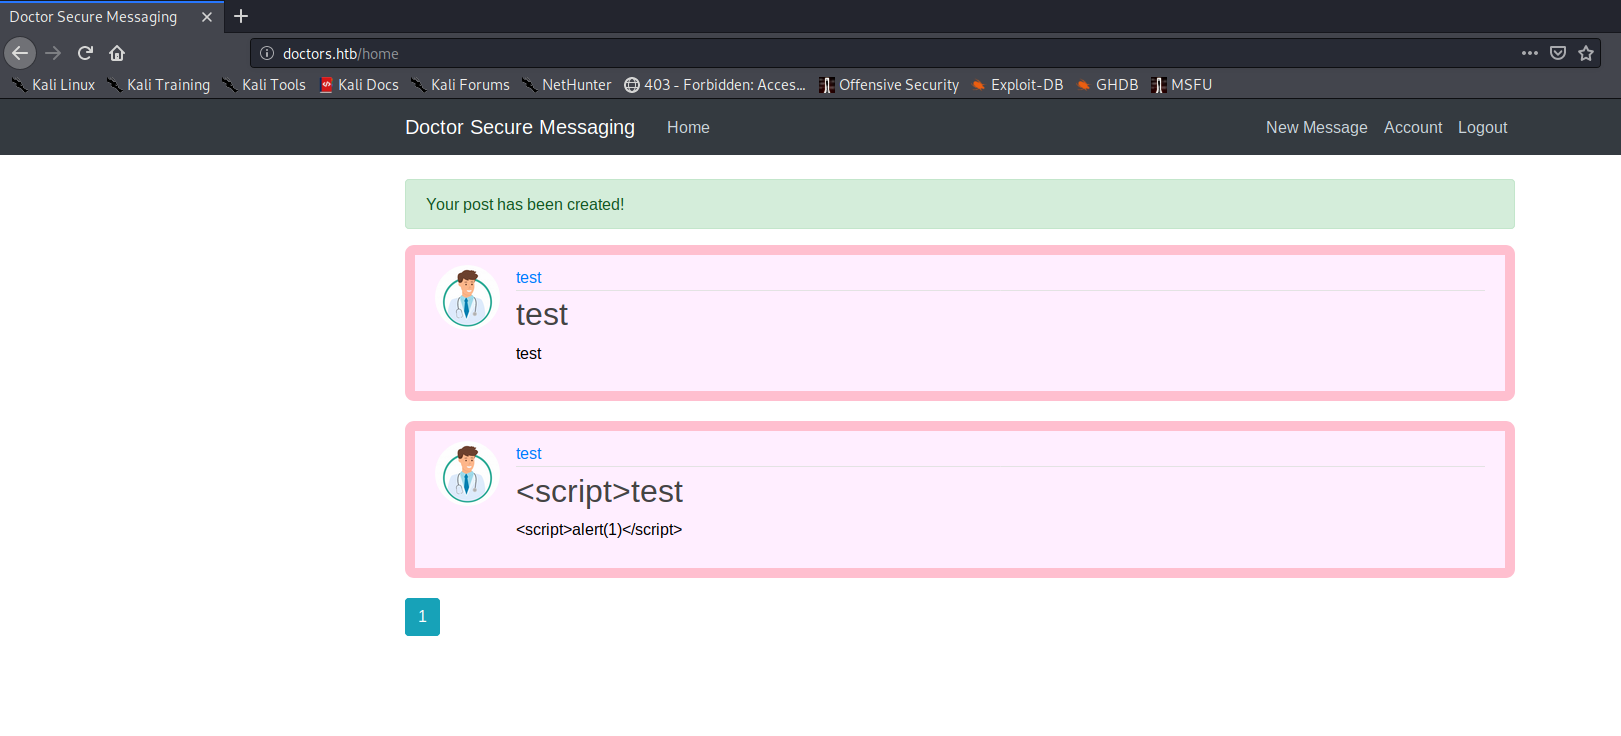 Doctor Secure Messaging
doctors.htb/home
Kali Linux Kali Training Kali Tools Kali Docs Kali Forums NetHunter 403 - Forbidden: Acces... Offensive Security Exploit-DB GHDB MSFU
Doctor Secure Messaging Home New Message Account Logout
Your post has been created!
test
test
test
test
<script>test
<script>alert(1)</script>
1